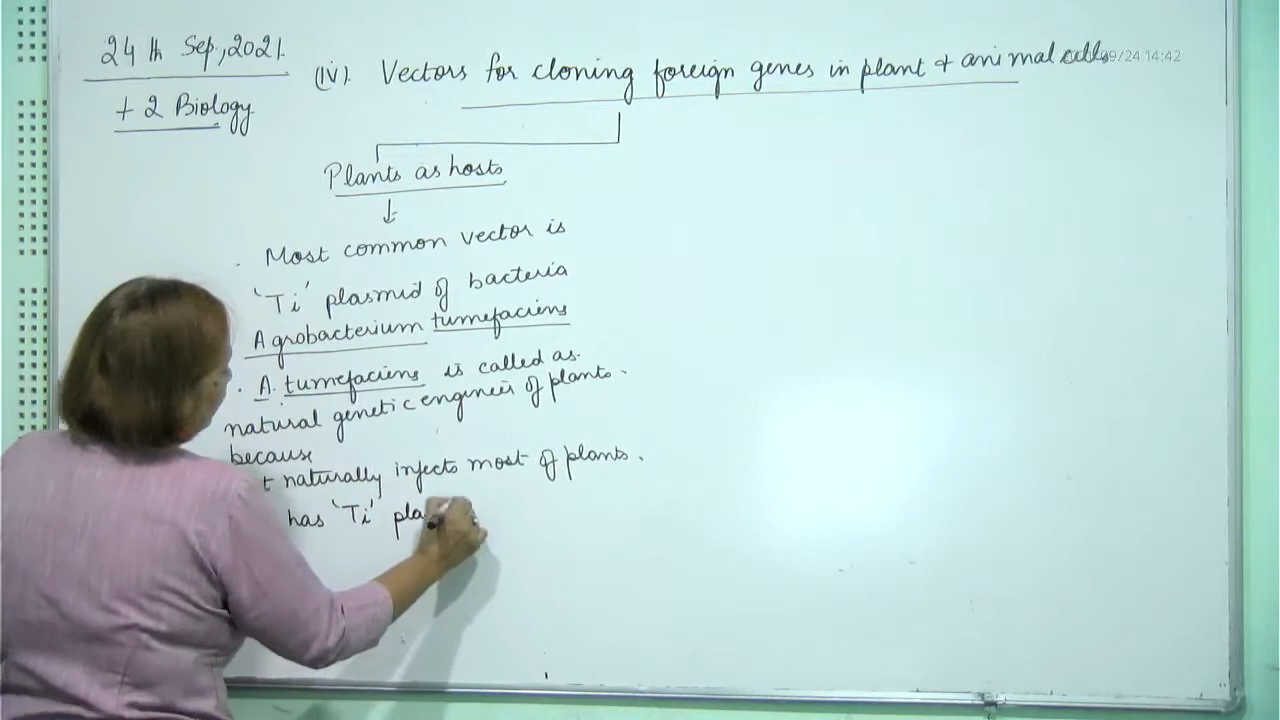 24th Sep, 2021.
+ 2 Biology
(iv). Vectors for cloning foreign genes in plant & animal cells
09/24 14:42
Plants as hosts
↓
. Most common vector is
'Ti' plasmid of bacteria
Agrobacterium tumefaciens
. A. tumefaciens is called as
natural genetic engineer of plants.
because
t naturally infects most of plants.
has 'Ti' pla